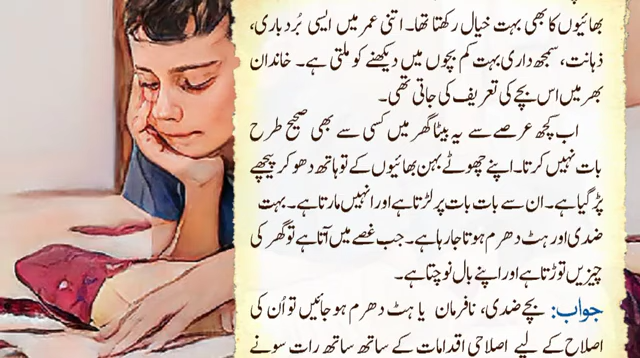 بھائیوں کا بھی بہت خیال رکھتا تھا۔ اتنی عمر میں ایسی بُردباری،
ذہانت، سمجھ داری بہت کم بچوں میں دیکھنے کو ملتی ہے۔ خاندان
بھر میں اس بچے کی تعریف کی جاتی تھی۔
اب کچھ عرصے سے یہ بیٹا گھر میں کسی سے بھی صحیح طرح
بات نہیں کرتا۔ اپنے چھوٹے بہن بھائیوں کے تو ہاتھ دھو کر پیچھے
پڑ گیا ہے۔ ان سے بات بات پر لڑتا ہے اور انہیں مارتا ہے۔ بہت
ضدی اور ہٹ دھرم ہوتا جا رہا ہے۔ جب غصے میں آتا ہے تو گھر کی
چیزیں توڑتا ہے اور اپنے بال نوچتا ہے۔
جواب: بچے ضدی، نافرمان یا ہٹ دھرم ہو جائیں تو اُن کی
اصلاح کے لیے اصلاحی اقدامات کے ساتھ ساتھ رات سونے